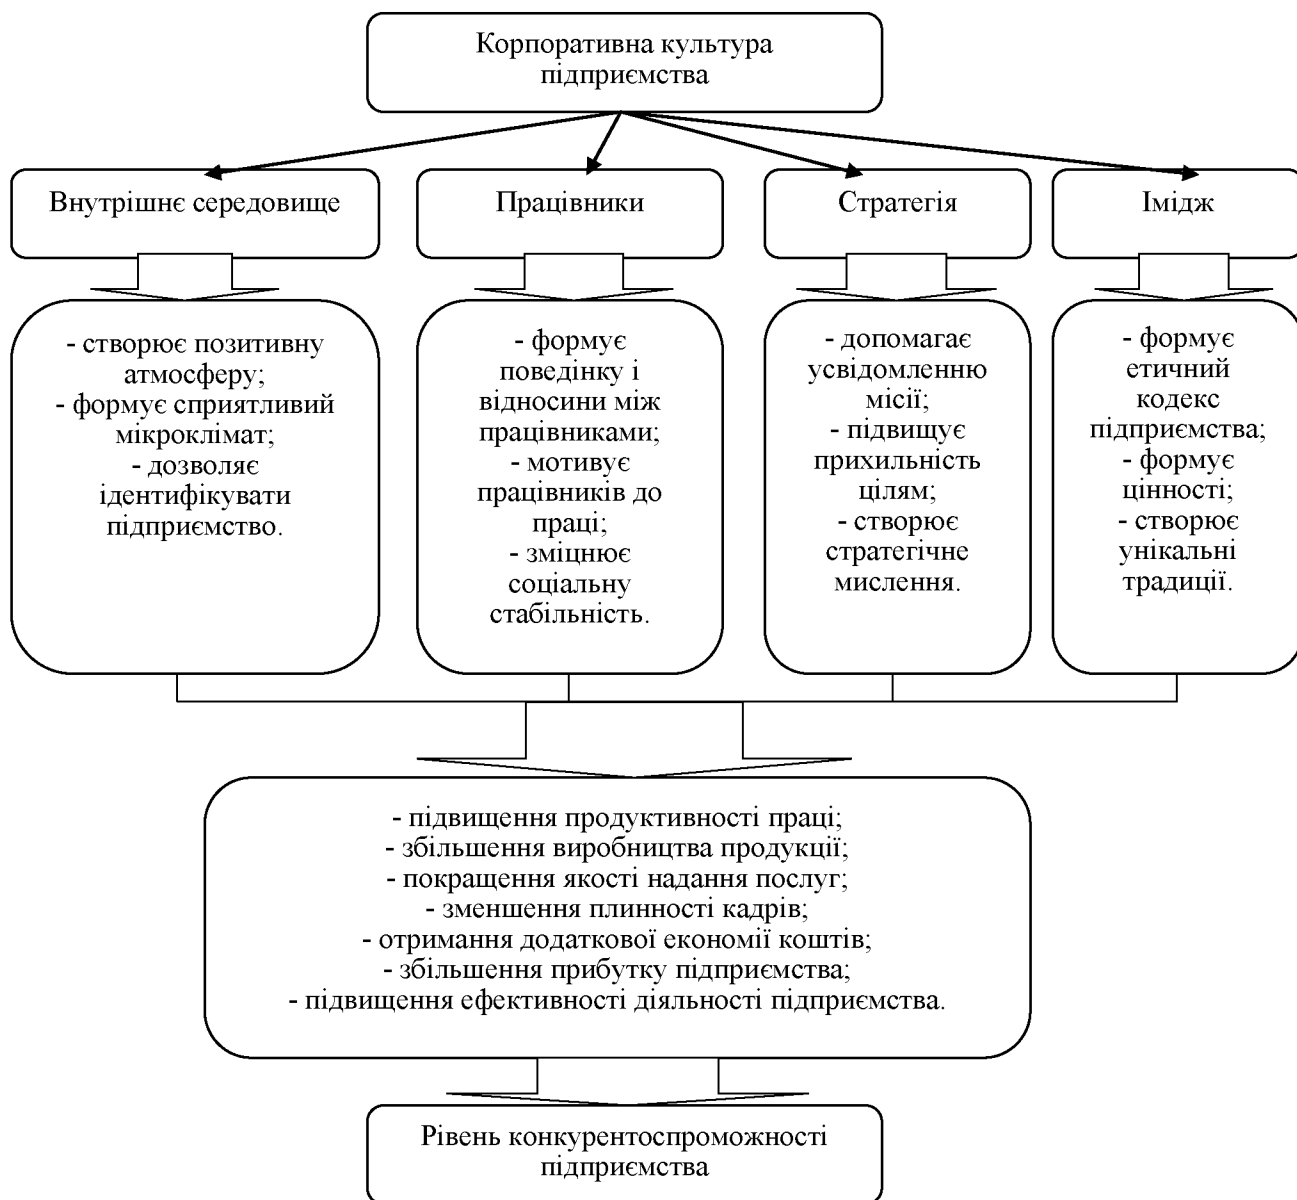 Корпоративна культура
підприємства
Внутрішнє середовище
Працівники
Стратегія
Імідж
- створює позитивну
атмосферу;
- формує сприятливий
мікроклімат;
- дозволяє
ідентифікувати
підприємство.
- формує
поведінку і
відносини між
працівниками;
- мотивує
працівників до
праці;
- зміцнює
соціальну
стабільність.
- допомагає
усвідомленню
місії;
- підвищує
прихильність
цілям;
- створює
стратегічне
мислення.
- формує
етичний
кодекс
підприємства;
- формує
цінності;
- створює
унікальні
традиції.
- підвищення продуктивності праці;
- збільшення виробництва продукції;
- покращення якості надання послуг;
- зменшення плинності кадрів;
- отримання додаткової економії коштів;
- збільшення прибутку підприємства;
- підвищення ефективності діяльності підприємства.
Рівень конкурентоспроможності
підприємства